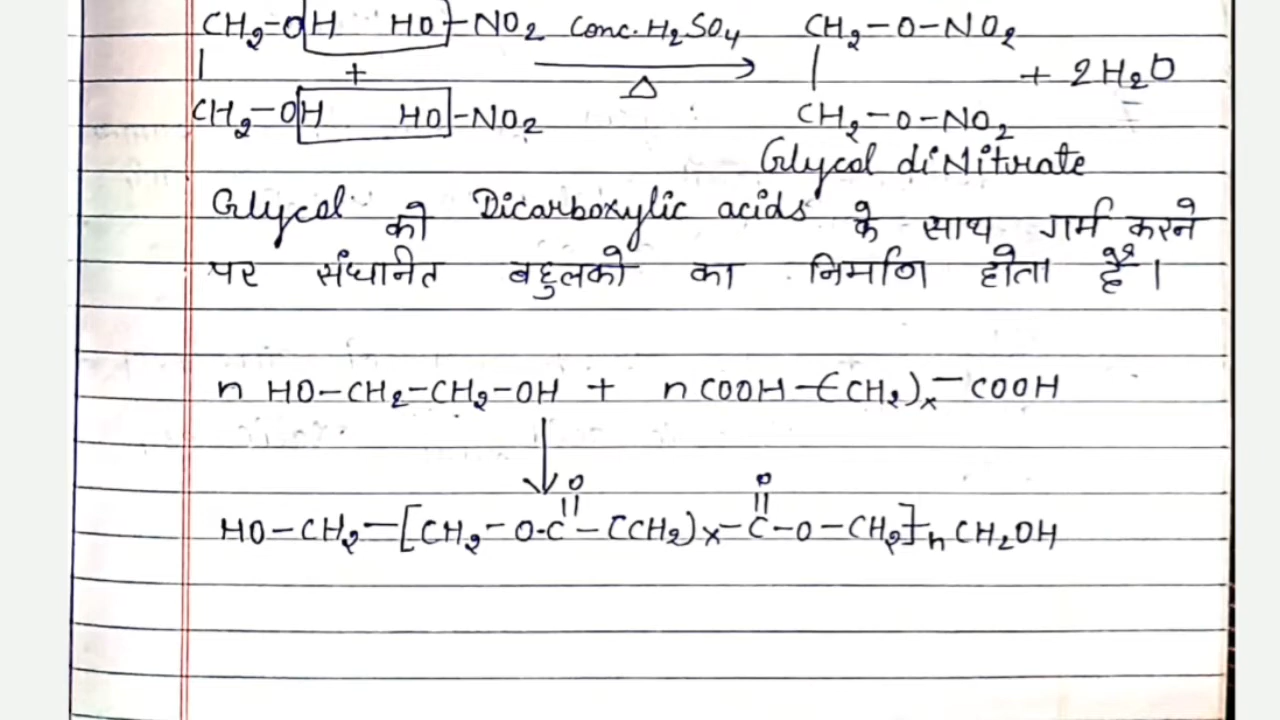 CH₂-OH HO-NO₂ Conc. H₂SO₄ CH₂-O-NO₂
| + ⟶ | + 2H₂O
CH₂-OH HO-NO₂ △ CH₂-O-NO₂
Glycol diNitrate
Glycol को Dicarboxylic acids के साथ गर्म करने
पर संघानित बहुलको का निर्माण होता है।
n HO-CH₂-CH₂-OH + n COOH-(CH₂)ₓ-COOH
↓
O O
|| ||
HO-CH₂-[CH₂-O-C-(CH₂)ₓ-C-O-CH₂]ₙ CH₂OH